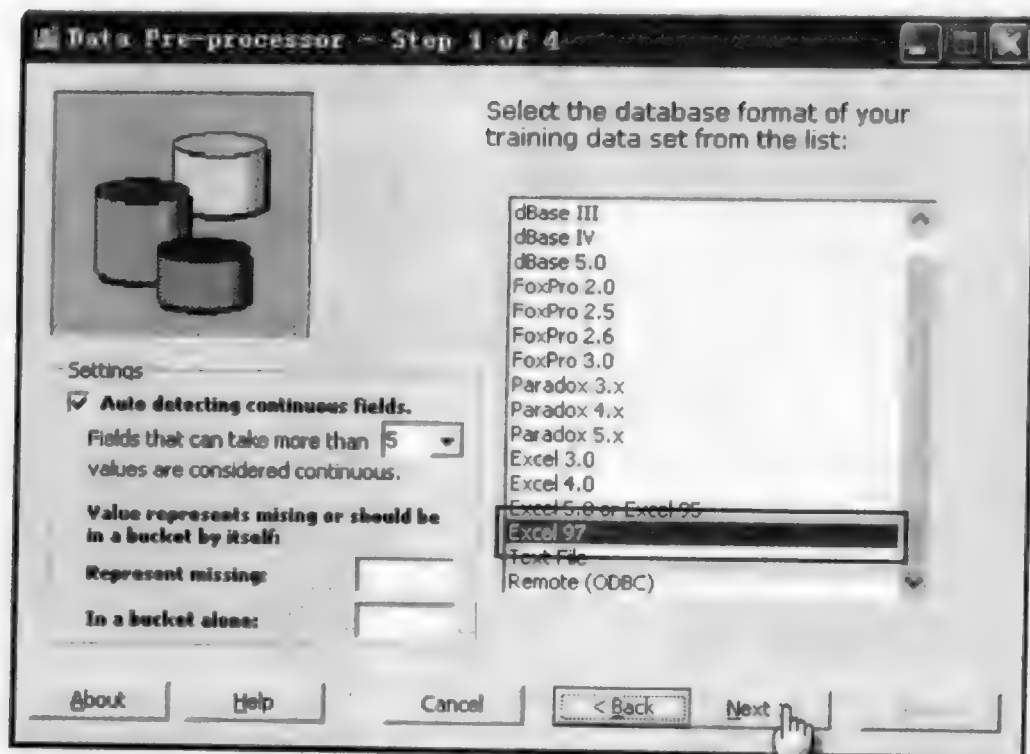 Data Pre-processor - Step 1 of 4
Select the database format of your
training data set from the list:
dBase III
dBase IV
dBase 5.0
FoxPro 2.0
FoxPro 2.5
FoxPro 2.6
FoxPro 3.0
Paradox 3.x
Paradox 4.x
Paradox 5.x
Excel 3.0
Excel 4.0
Excel 5.0 or Excel 95
Excel 97
Text File
Remote (ODBC)
Settings
Auto detecting continuous fields.
Fields that can take more than 5
values are considered continuous.
Value represents mising or should be
in a bucket by itself:
Represent missing:
In a bucket alone:
About
Help
Cancel
< Back
Next